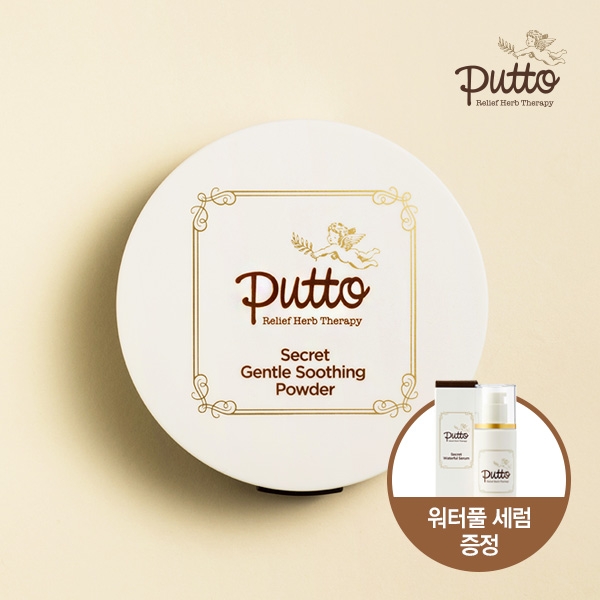 Putto
Relief Herb Therapy
Putto
Relief Herb Therapy
Secret
Gentle Soothing
Powder
Putto
Secret
Waterful Serum
Putto
워터풀 세럼
증정